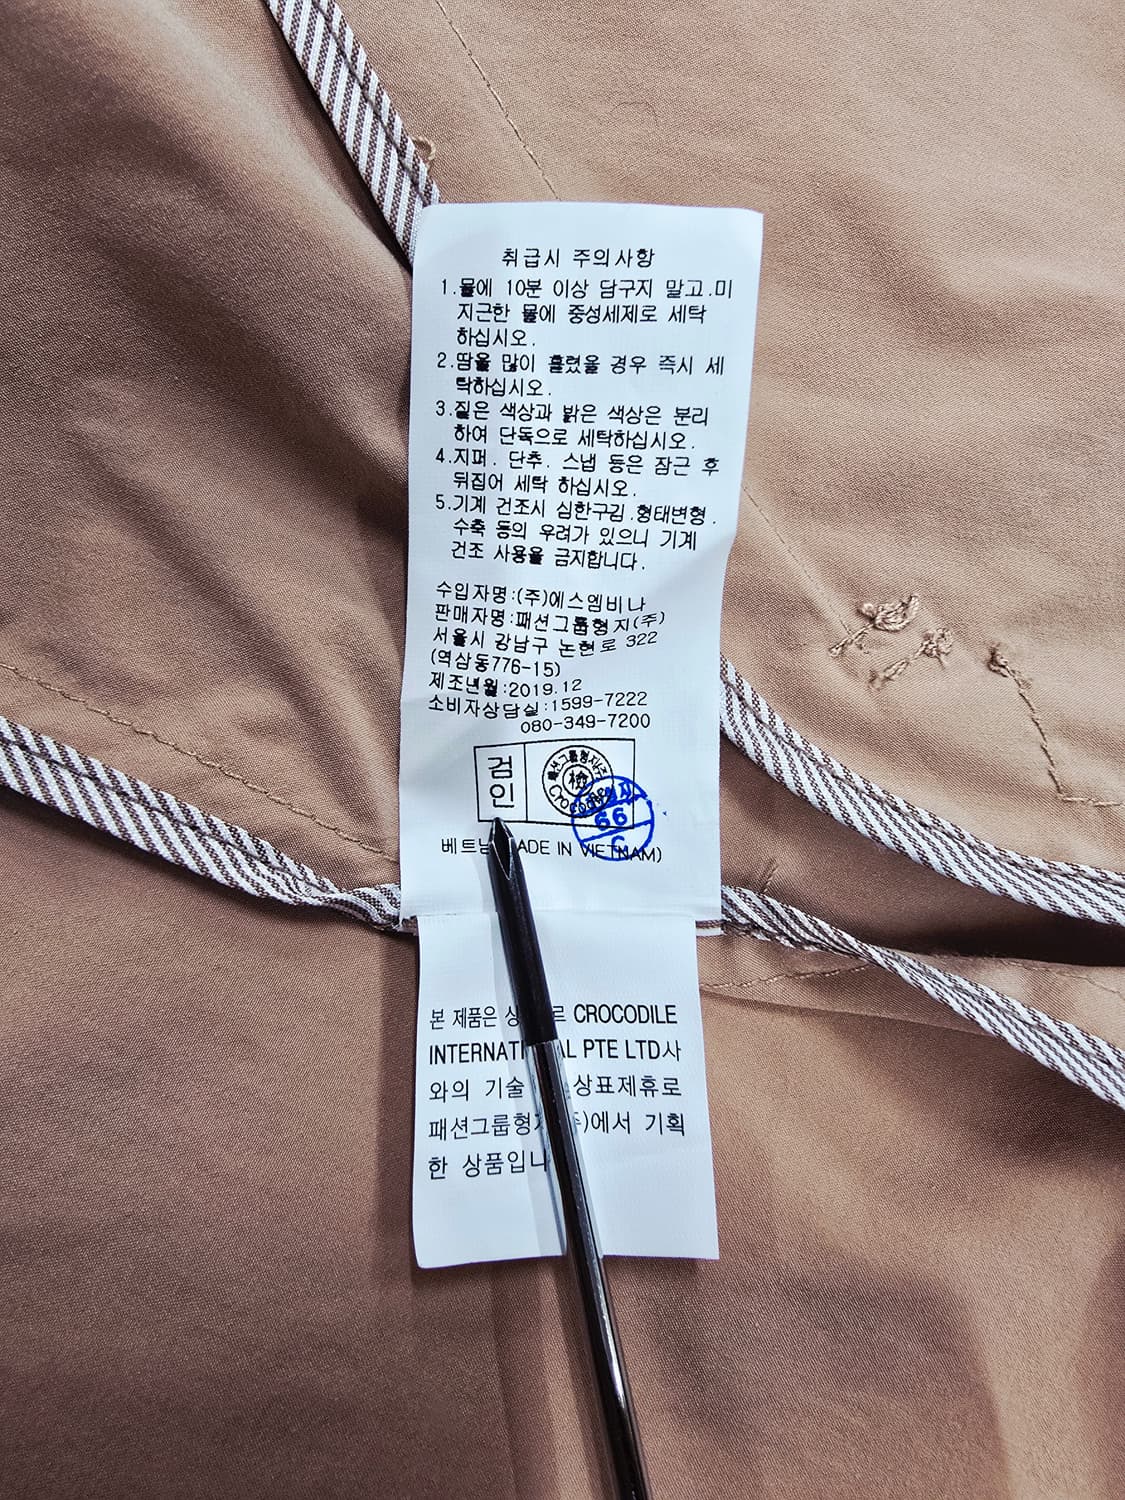 취급시 주의사항
1.물에 10분 이상 담구지 말고.미
지근한 물에 중성세제로 세탁
하십시오.
2.땀을 많이 흘렸을 경우 즉시 세
탁하십시오.
3.짙은 색상과 밝은 색상은 분리
하여 단독으로 세탁하십시오.
4.지퍼. 단추. 스냅 등은 잠근 후
뒤집어 세탁 하십시오.
5.기계 건조시 심한구김.형태변형.
수축 등의 우려가 있으니 기계
건조 사용을 금지합니다.
수입자명:(주)에스엠비나
판매자명:패션그룹형지(주)
서울시 강남구 논현로 322
(역삼동776-15)
제조년월:2019.12
소비자상담실:1599-7222
080-349-7200
검인
패션그룹형지(주)
檢
66
C
베트남 ADE IN VIETNAM)
본 제품은 CROCODILE
INTERNATI AL PTE LTD사
와의 기술 상표제휴로
패션그룹형지 주)에서 기획
한 상품입니